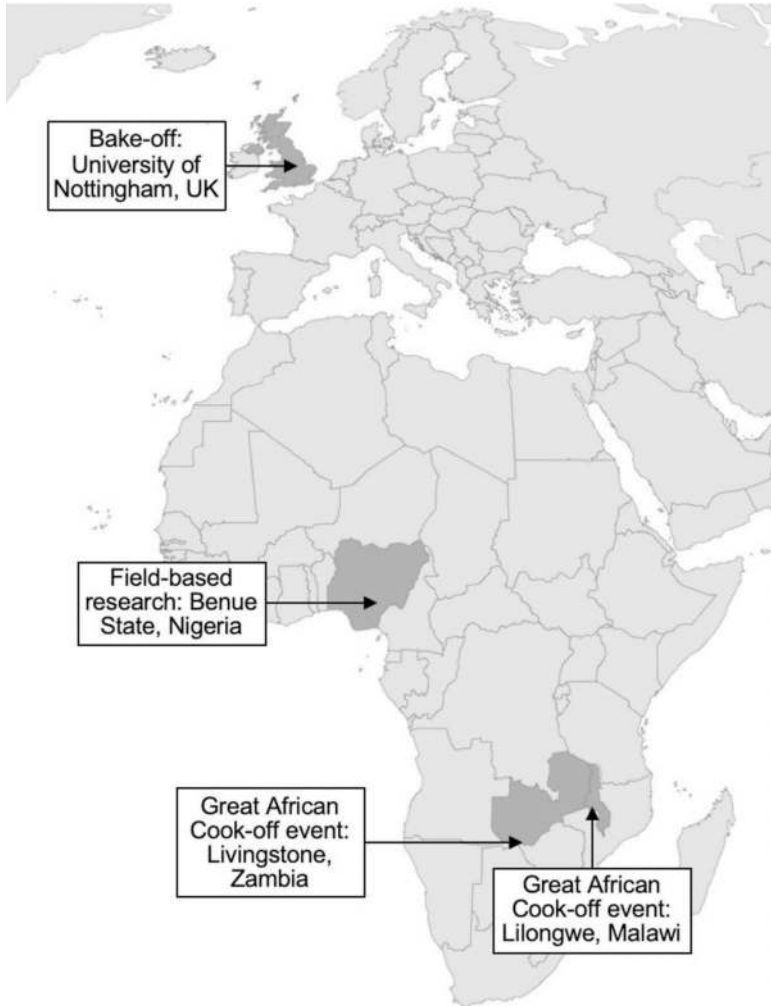 Bake-off:
University of
Nottingham, UK
Field-based
research: Benue
State, Nigeria
Great African
Cook-off event:
Livingstone,
Zambia
Great African
Cook-off event:
Lilongwe, Malawi